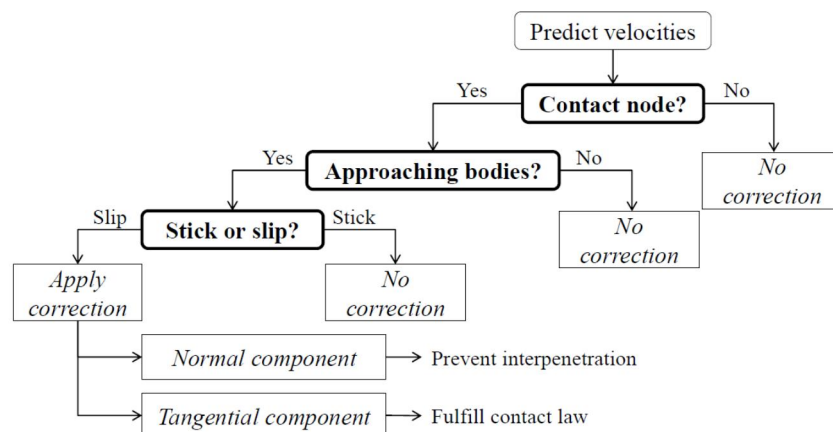 Predict velocities
Yes
Contact node?
No
Yes
Approaching bodies?
No
No
correction
Slip
Stick or slip?
Stick
No
correction
Apply
correction
No
correction
Normal component
Prevent interpenetration
Tangential component
Fulfill contact law